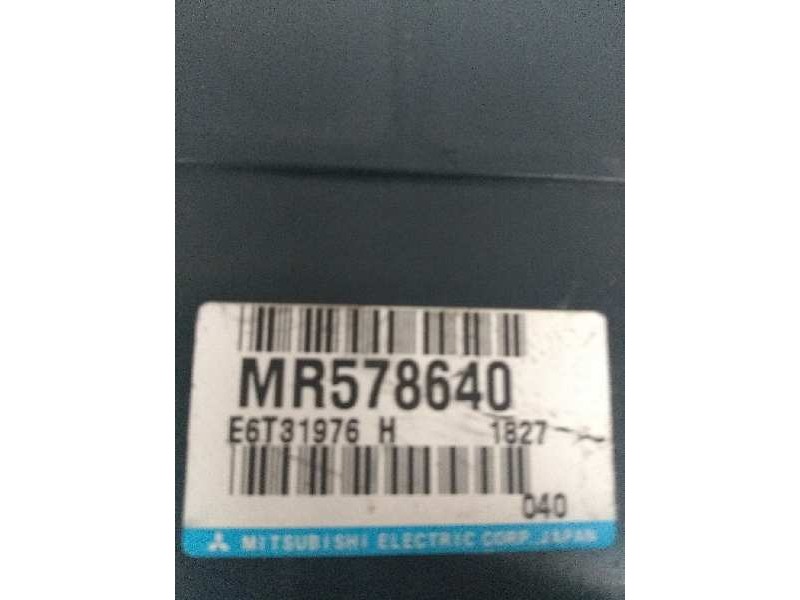 MR578640
E6T31976 H 1827
040
MITSUBISHI ELECTRIC CORP. JAPAN